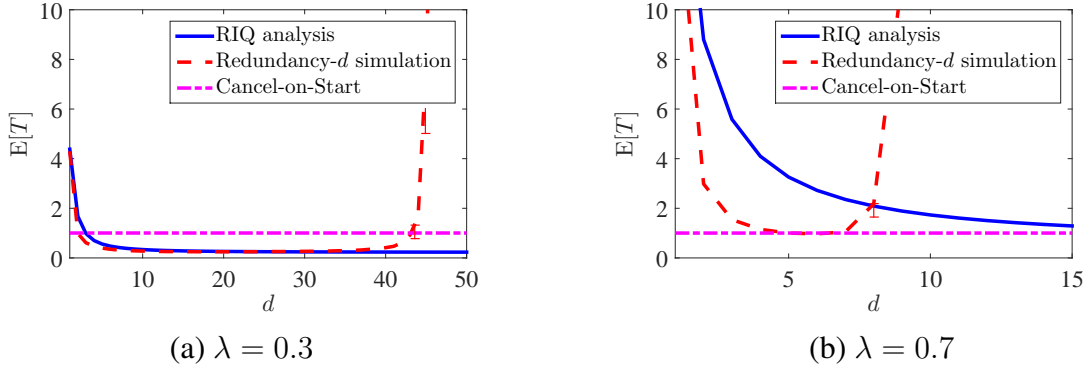 10
8
6
4
2
0
E[T]
RIQ analysis
Redundancy-d simulation
Cancel-on-Start
10 20 30 40 50
d
(a) λ = 0.3
10
8
6
4
2
0
E[T]
RIQ analysis
Redundancy-d simulation
Cancel-on-Start
5 10 15
d
(b) λ = 0.7